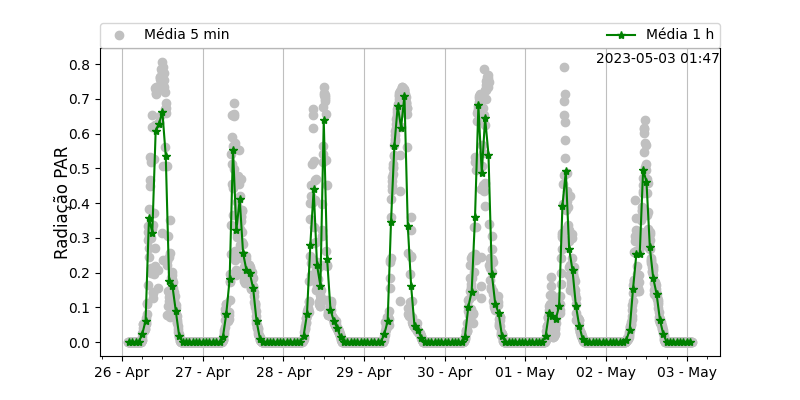 Média 5 min
Média 1 h
2023-05-03 01:47
Radiação PAR
0.8
0.7
0.6
0.5
0.4
0.3
0.2
0.1
0.0
26 - Apr
27 - Apr
28 - Apr
29 - Apr
30 - Apr
01 - May
02 - May
03 - May